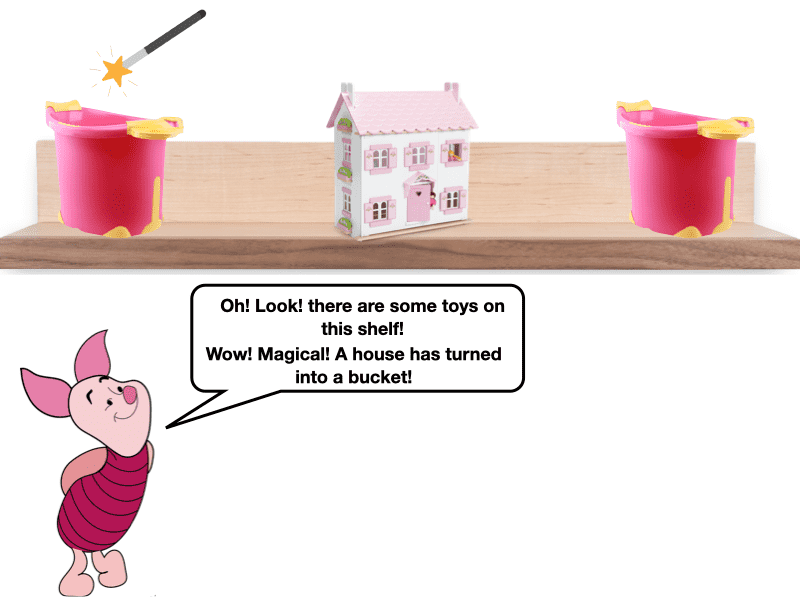 Oh! Look! there are some toys on
this shelf!
Wow! Magical! A house has turned
into a bucket!